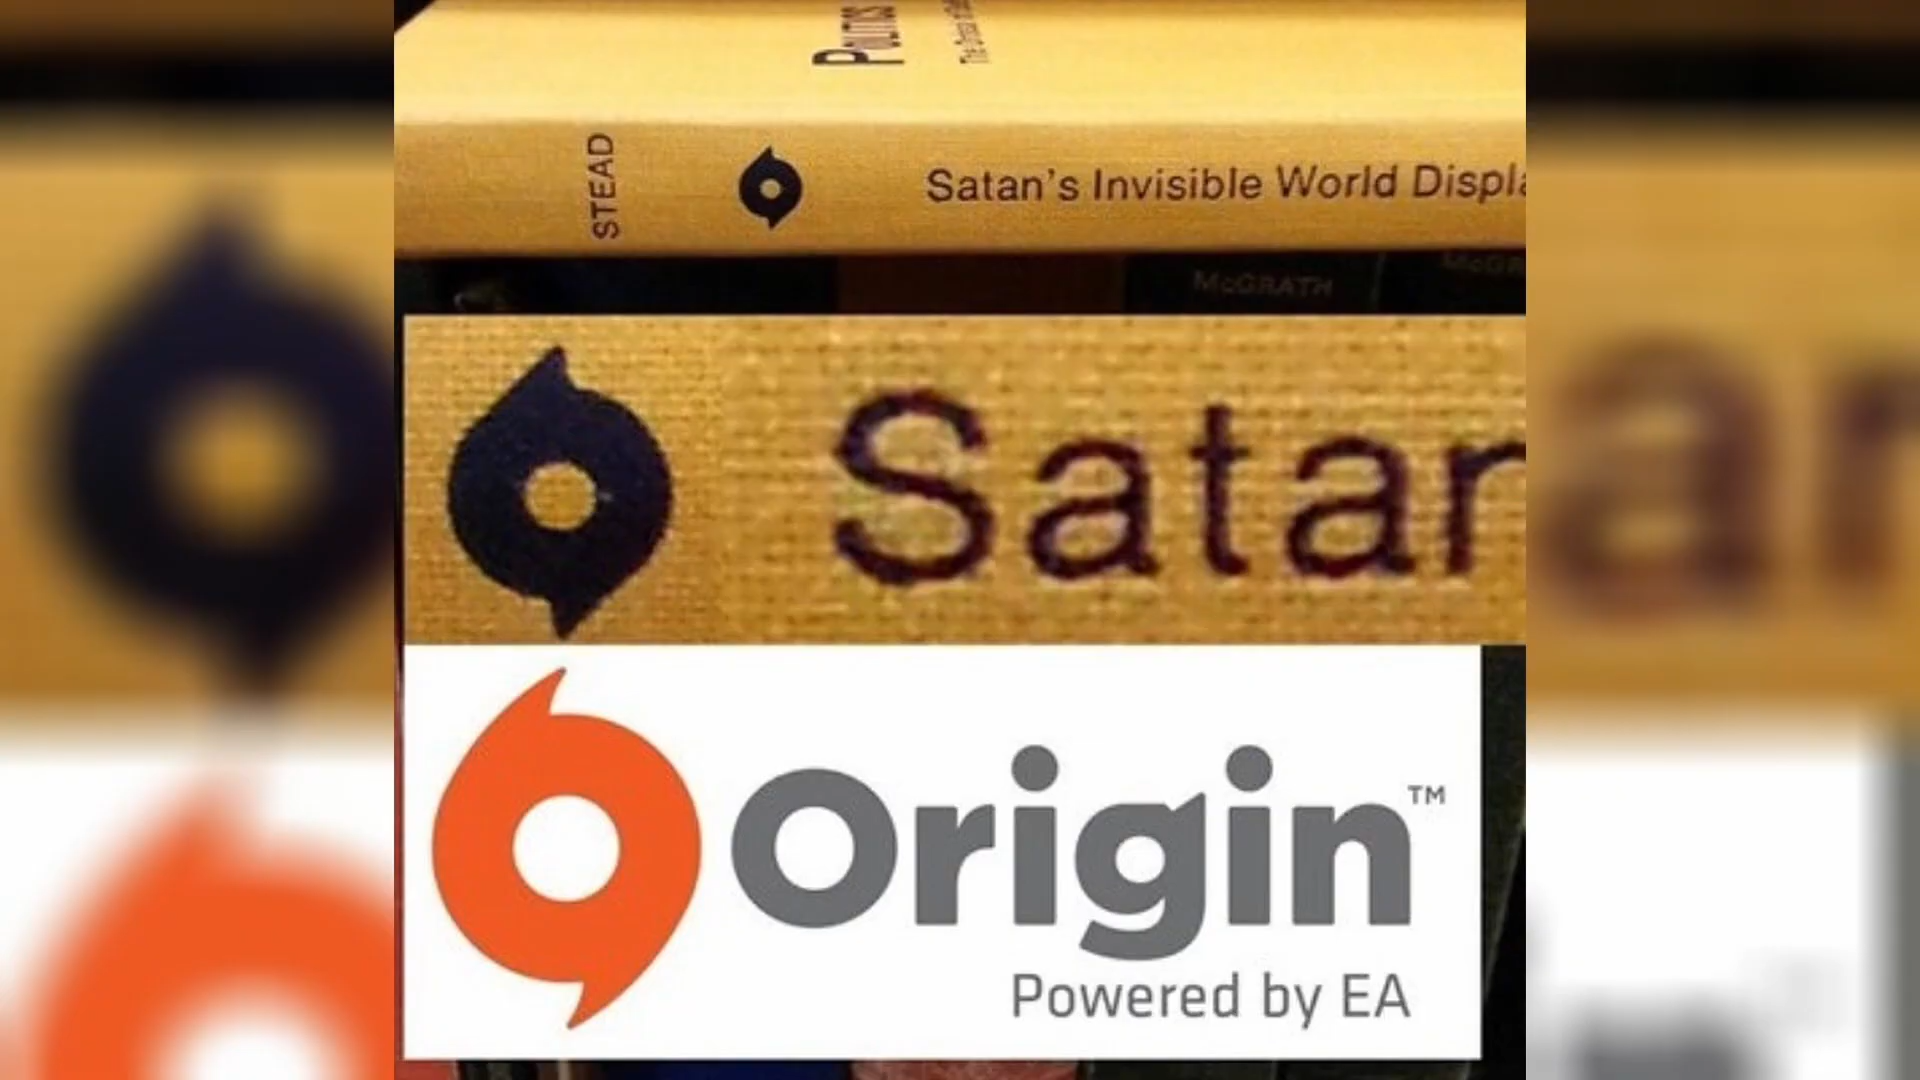 STEAD
Satan's Invisible World Displa
McGRATH
Satan
Origin™
Powered by EA